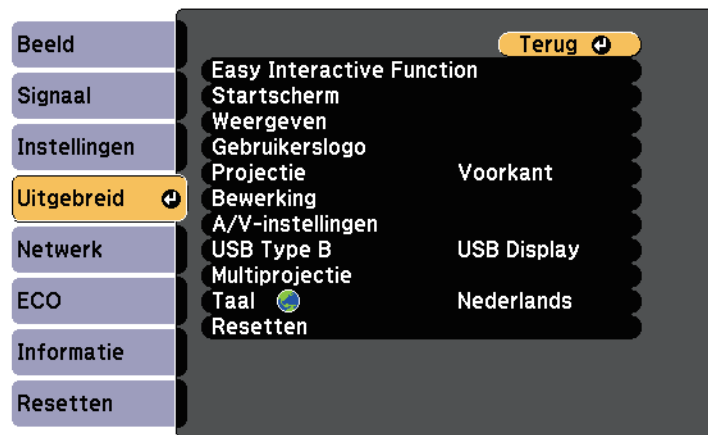 Beeld
Signaal
Instellingen
Uitgebreid
Netwerk
ECO
Informatie
Resetten
Terug
Easy Interactive Function
Startscherm
Weergeven
Gebruikerslogo
Projectie Voorkant
Bewerking
A/V-instellingen
USB Type B USB Display
Multiprojectie
Taal Nederlands
Resetten